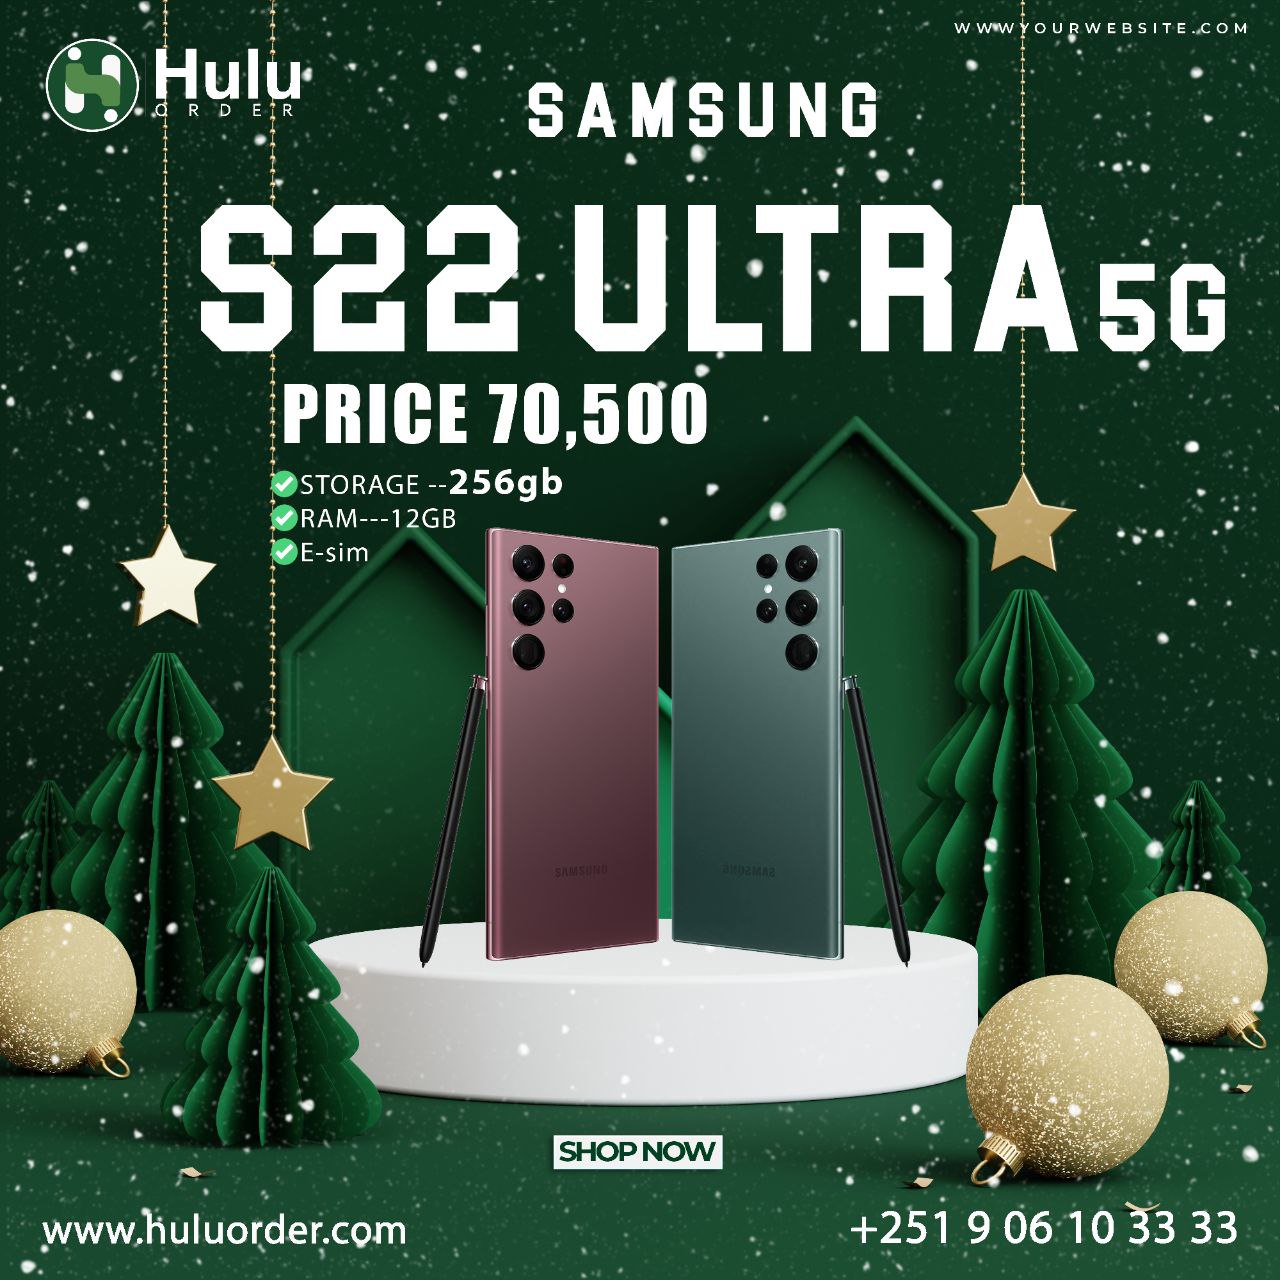 WWWYOURWEBSITE.COM
Hulu
ORDER
SAMSUNG
S22 ULTRA 5G
PRICE 70,500
STORAGE --256gb
RAM---12GB
E-sim
SAMSUNG
SAMSUNG
SHOP NOW
www.huluorder.com
+251 9 06 10 33 33